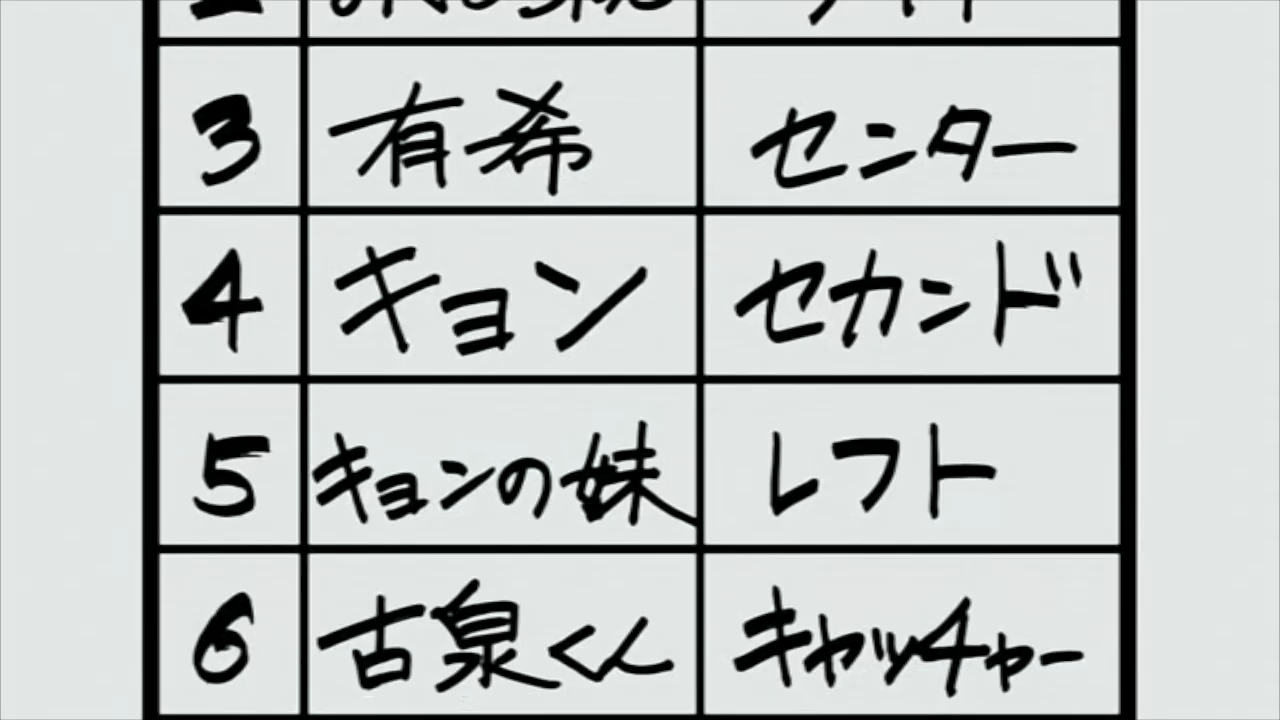 3 有希 センター
4 キョン セカンド
5 キョンの妹 レフト
6 古泉くん キャッチャー